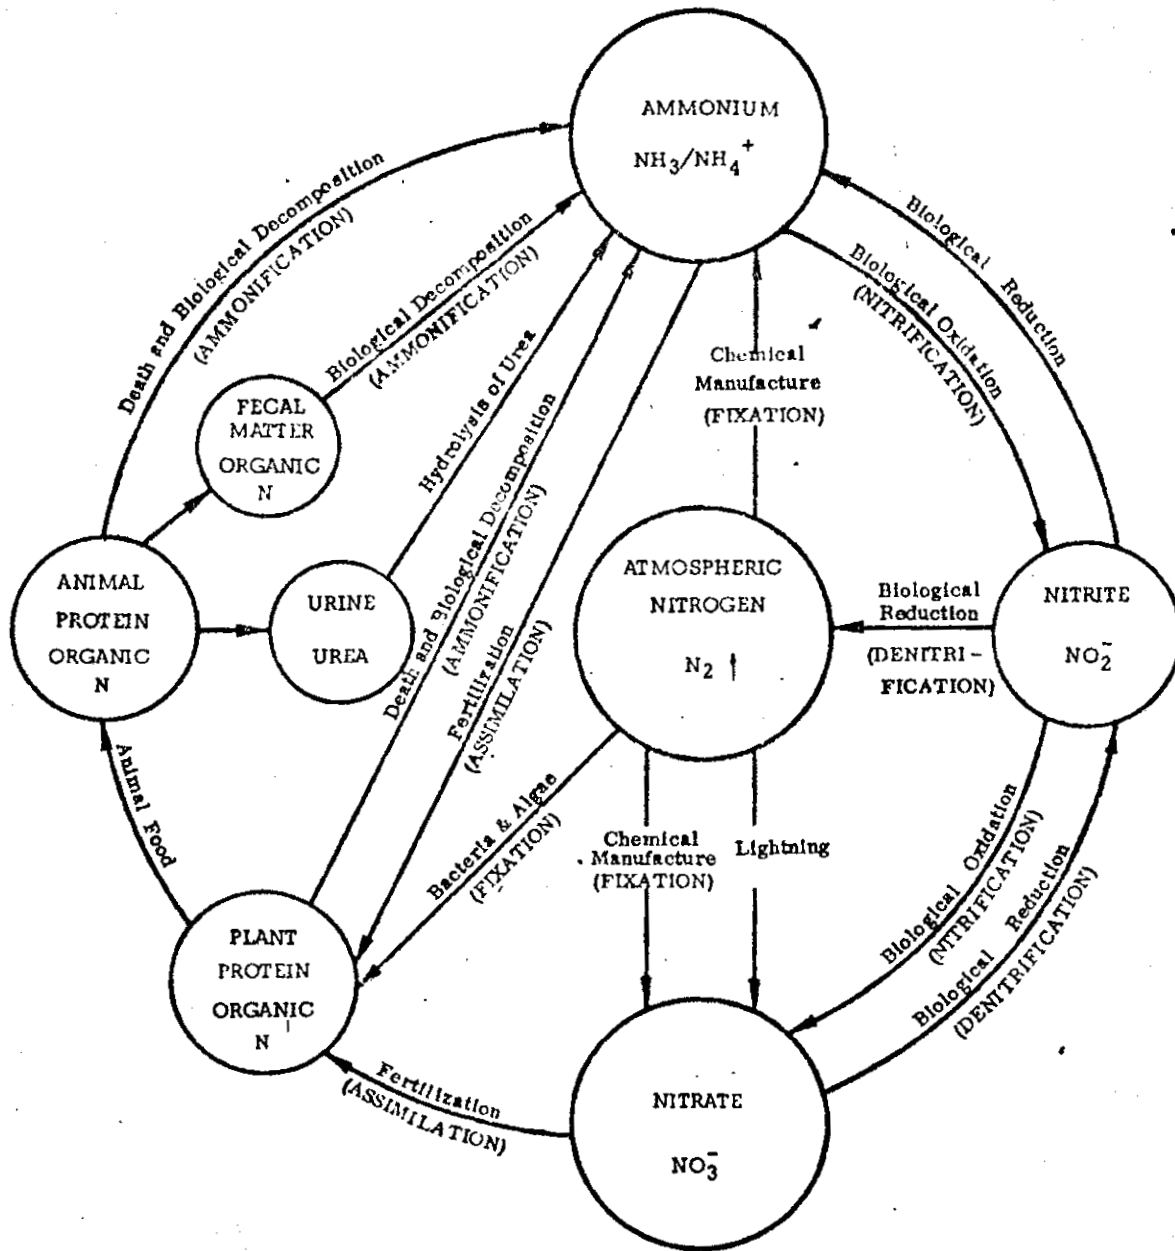 AMMONIUM
NH3/NH4+
Death and Biological Decomposition
(AMMONIFICATION)
Biological Decomposition
(AMMONIFICATION)
Hydrolysis of Urea
Death and Biological Decomposition
(AMMONIFICATION)
Fertilization
(ASSIMILATION)
Chemical
Manufacture
(FIXATION)
Biological Oxidation
(NITRIFICATION)
Biological Reduction
FECAL
MATTER
ORGANIC
N
ANIMAL
PROTEIN
ORGANIC
N
URINE
UREA
ATMOSPHERIC
NITROGEN
N2 ↑
Biological
Reduction
(DENITRI-
FICATION)
NITRITE
NO2-
Animal Food
Bacteria & Algae
(FIXATION)
Chemical
Manufacture
(FIXATION)
Lightning
Biological Oxidation
(NITRIFICATION)
Biological Reduction
(DENITRIFICATION)
PLANT
PROTEIN
ORGANIC
N
Fertilization
(ASSIMILATION)
NITRATE
NO3-